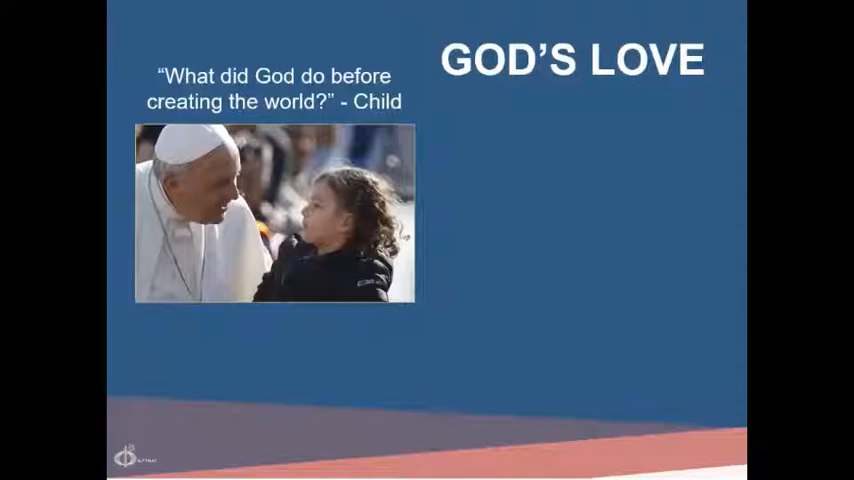 GOD’S LOVE
“What did God do before
creating the world?” - Child